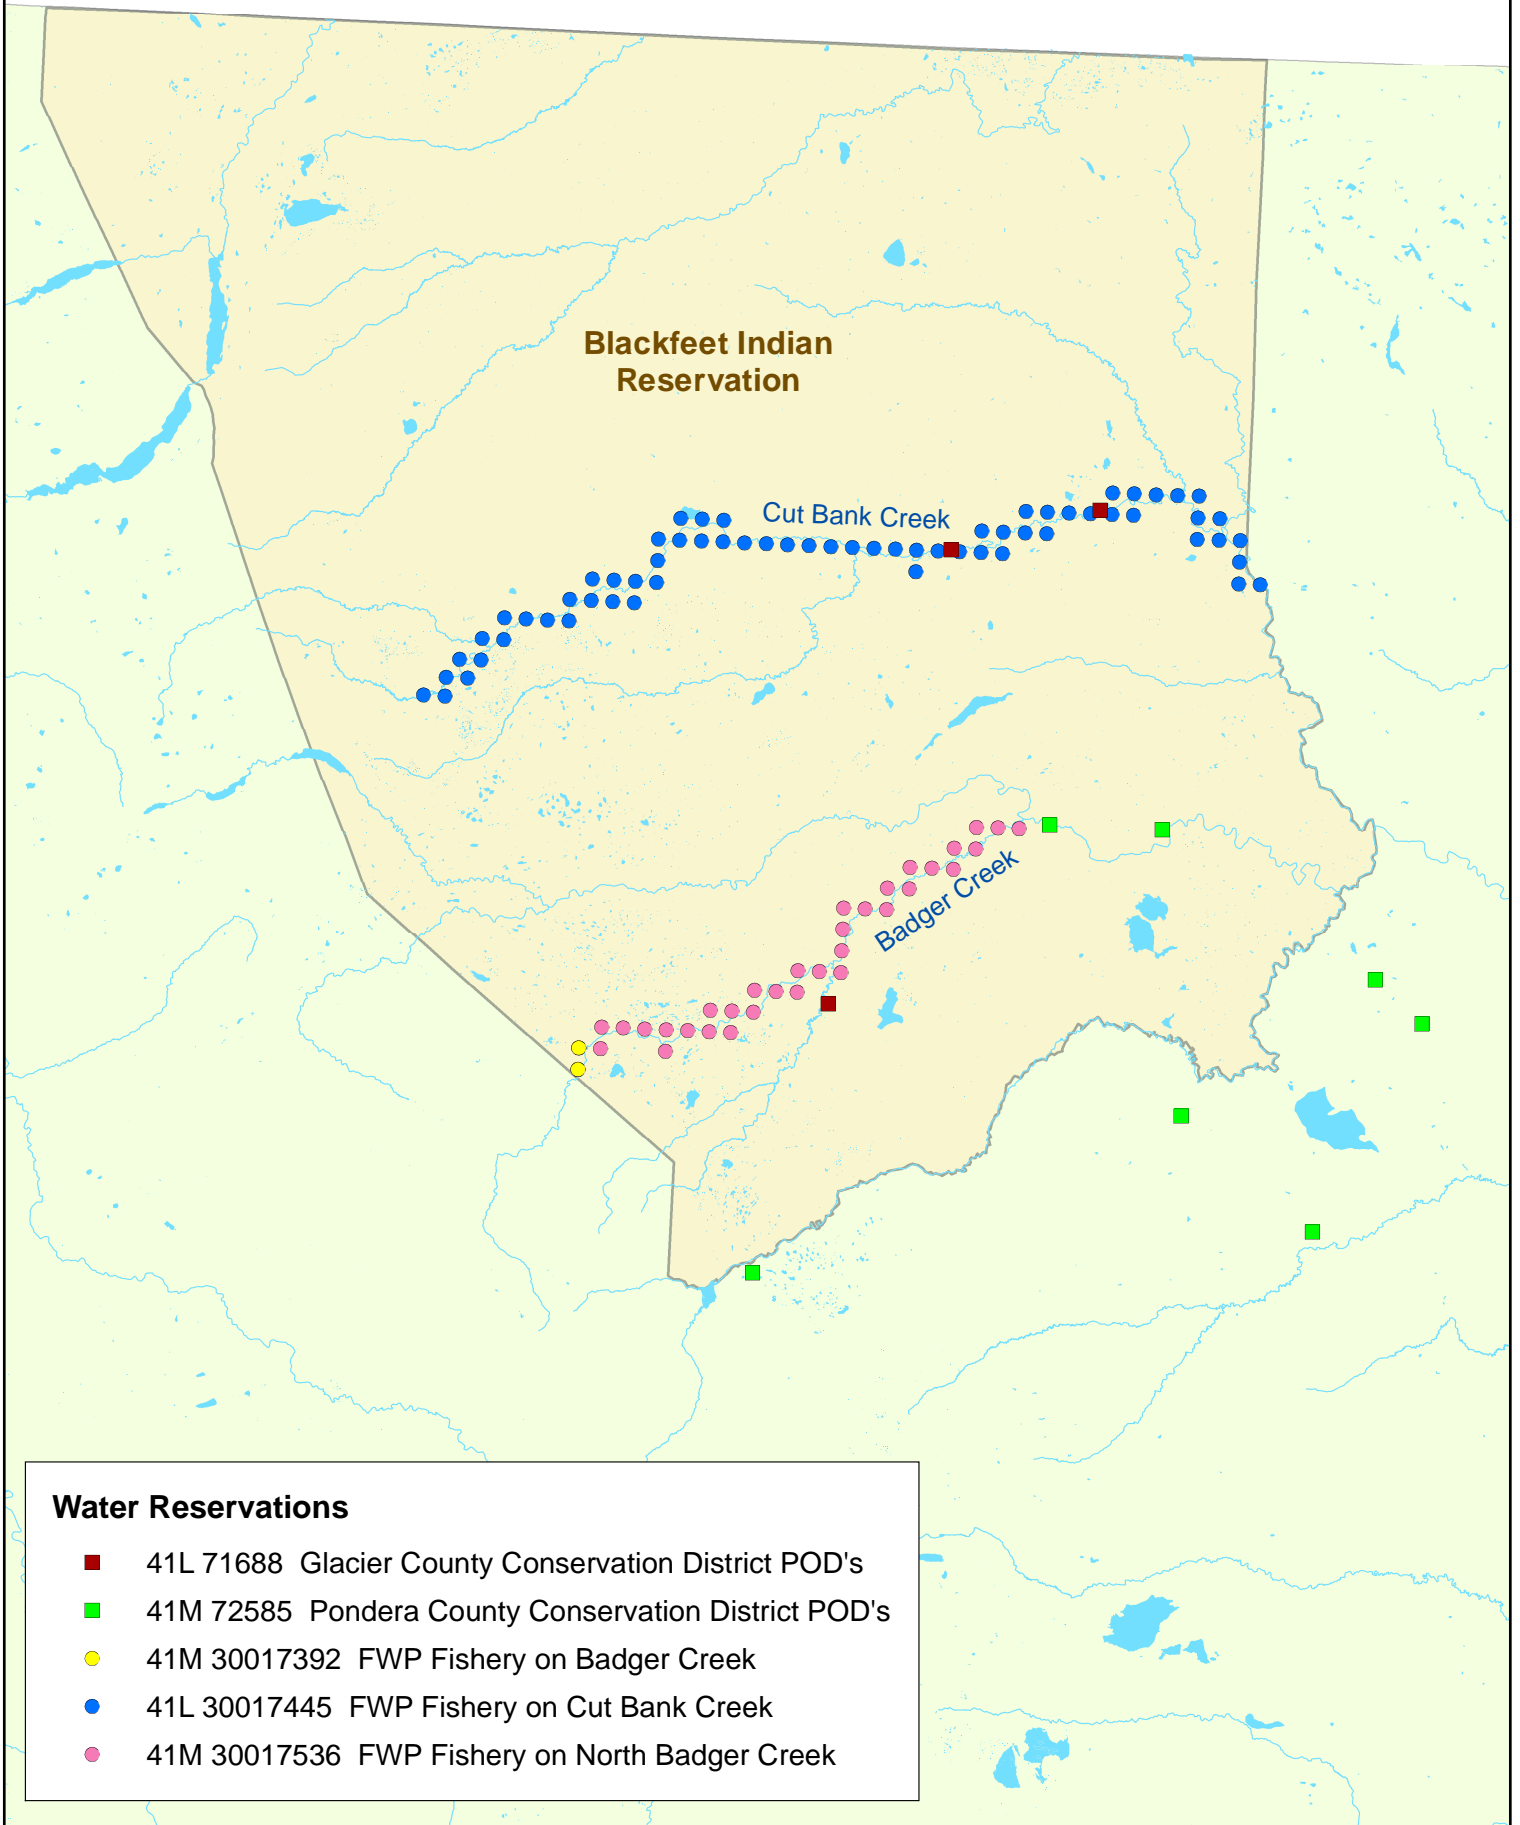 Blackfeet Indian
Reservation
Cut Bank Creek
Badger Creek
Water Reservations
41L 71688  Glacier County Conservation District POD's
41M 72585  Pondera County Conservation District POD's
41M 30017392  FWP Fishery on Badger Creek
41L 30017445  FWP Fishery on Cut Bank Creek
41M 30017536  FWP Fishery on North Badger Creek